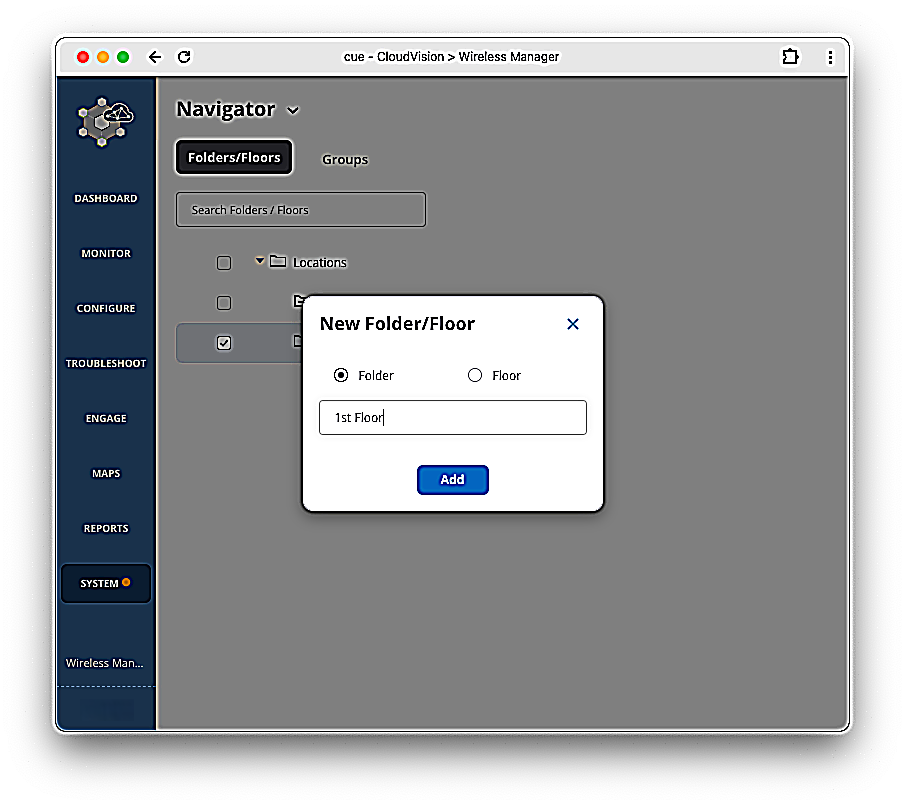 cue - CloudVision > Wireless Manager
Navigator
Folders/Floors
Groups
Search Folders / Floors
Locations
DASHBOARD
MONITOR
CONFIGURE
TROUBLESHOOT
ENGAGE
MAPS
REPORTS
SYSTEM
Wireless Man...
New Folder/Floor
Folder
Floor
1st Floor
Add